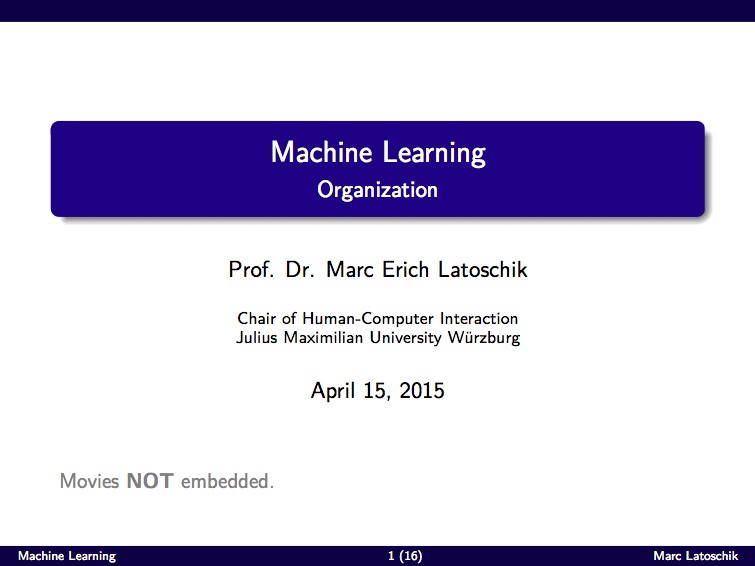 Machine Learning
Organization
Prof. Dr. Marc Erich Latoschik
Chair of Human-Computer Interaction
Julius Maximilian University Würzburg
April 15, 2015
Movies NOT embedded.
Machine Learning 1 (16) Marc Latoschik